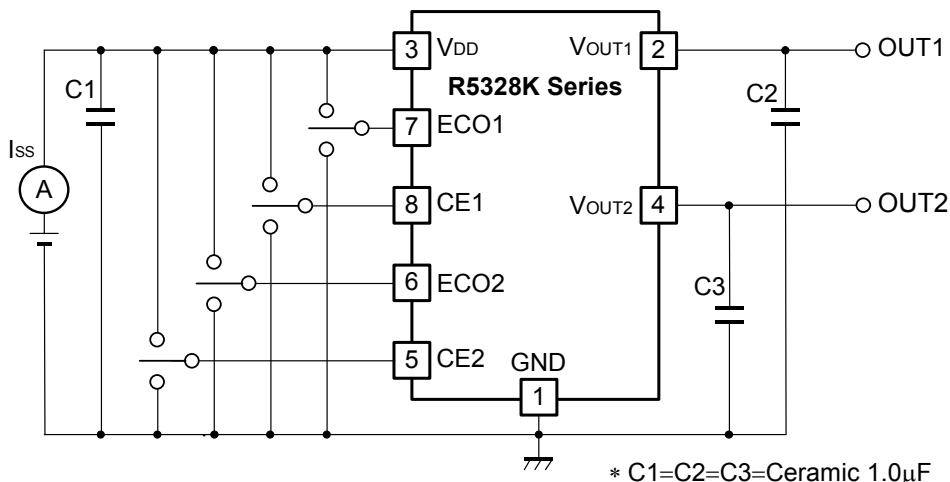 3 VDD
VOUT1 2
OUT1
R5328K Series
C1
C2
7 ECO1
ISS
A
8 CE1
VOUT2 4
OUT2
6 ECO2
C3
5 CE2
GND
1
* C1=C2=C3=Ceramic 1.0μF